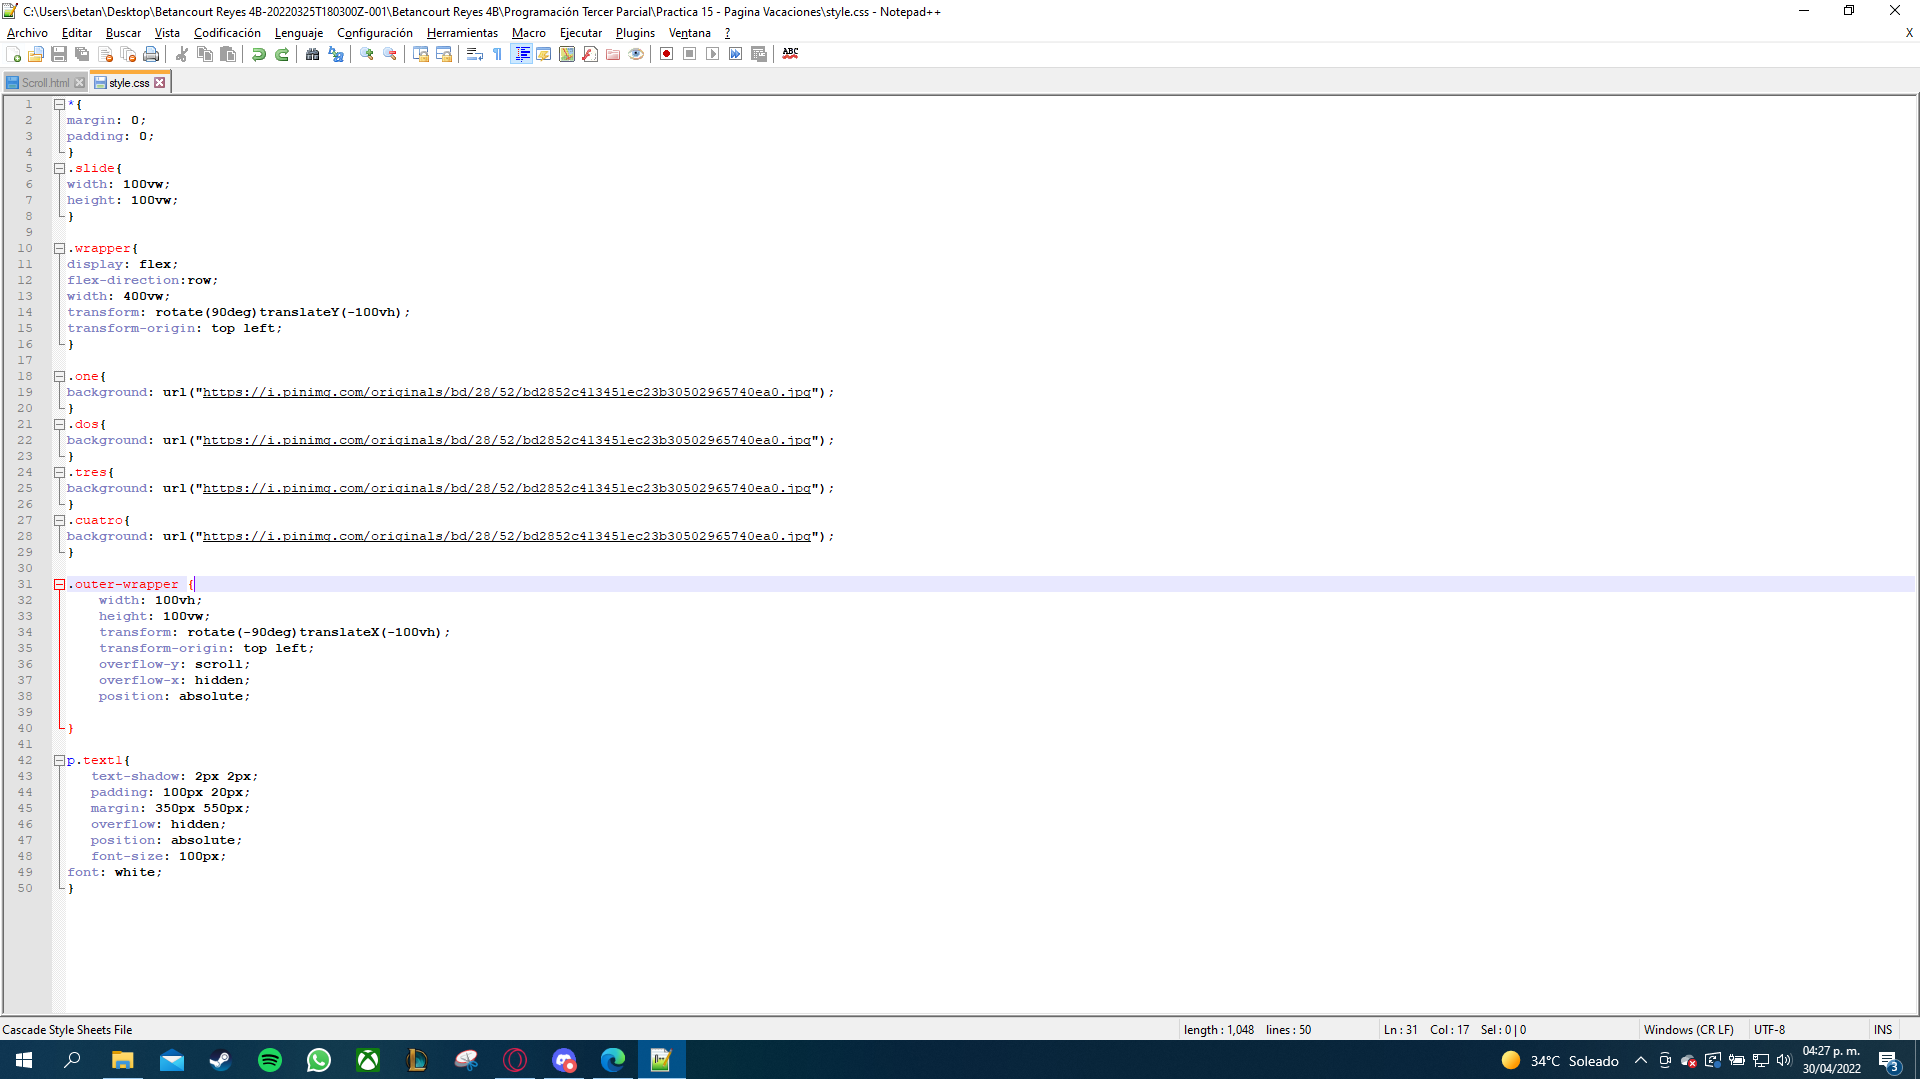 C:\Users\betan\Desktop\Betancourt Reyes 4B-20220325T180300Z-001\Betancourt Reyes 4B\Programación Tercer Parcial\Practica 15 - Pagina Vacaciones\style.css - Notepad++
Archivo Editar Buscar Vista Codificación Lenguaje Configuración Herramientas Macro Ejecutar Plugins Ventana ? X
ABC
Scroll.html style.css
1 *{
2 margin: 0;
3 padding: 0;
4 }
5 .slide{
6 width: 100vw;
7 height: 100vw;
8 }
9
10 .wrapper{
11 display: flex;
12 flex-direction:row;
13 width: 400vw;
14 transform: rotate(90deg)translateY(-100vh);
15 transform-origin: top left;
16 }
17
18 .one{
19 background: url("https://i.pinimg.com/originals/bd/28/52/bd2852c413451ec23b30502965740ea0.jpg");
20 }
21 .dos{
22 background: url("https://i.pinimg.com/originals/bd/28/52/bd2852c413451ec23b30502965740ea0.jpg");
23 }
24 .tres{
25 background: url("https://i.pinimg.com/originals/bd/28/52/bd2852c413451ec23b30502965740ea0.jpg");
26 }
27 .cuatro{
28 background: url("https://i.pinimg.com/originals/bd/28/52/bd2852c413451ec23b30502965740ea0.jpg");
29 }
30
31 .outer-wrapper {
32 width: 100vh;
33 height: 100vw;
34 transform: rotate(-90deg)translateX(-100vh);
35 transform-origin: top left;
36 overflow-y: scroll;
37 overflow-x: hidden;
38 position: absolute;
39
40 }
41
42 p.text1{
43 text-shadow: 2px 2px;
44 padding: 100px 20px;
45 margin: 350px 550px;
46 overflow: hidden;
47 position: absolute;
48 font-size: 100px;
49 font: white;
50 }
Cascade Style Sheets File length : 1,048 lines : 50 Ln : 31 Col : 17 Sel : 0 | 0 Windows (CR LF) UTF-8 INS
34°C Soleado 04:27 p. m.
30/04/2022 3